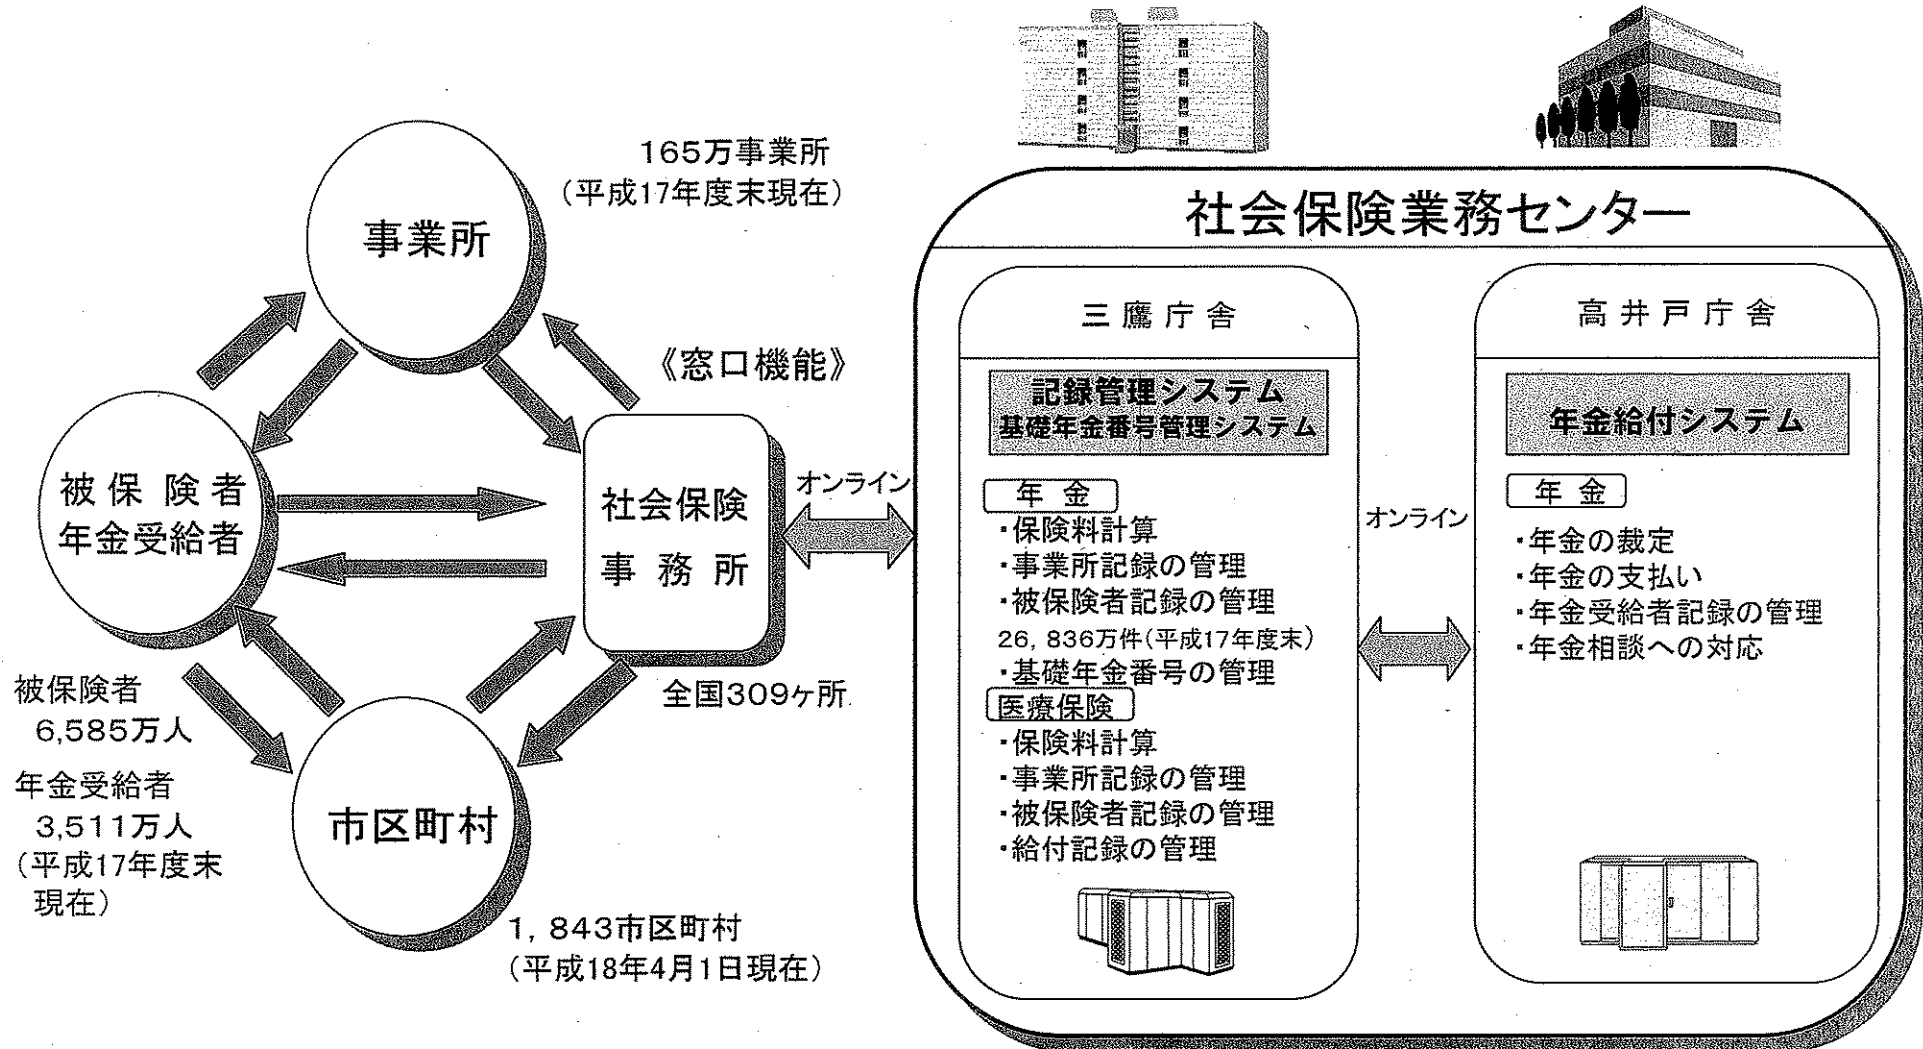 165万事業所
（平成17年度末現在）
事業所
《窓口機能》
被保険者
年金受給者
社会保険
事務所
オンライン
全国309ヶ所
被保険者
6,585万人
年金受給者
3,511万人
（平成17年度末
現在）
市区町村
1,843市区町村
（平成18年4月1日現在）
社会保険業務センター
三鷹庁舎
記録管理システム
基礎年金番号管理システム
年金
・保険料計算
・事業所記録の管理
・被保険者記録の管理
26,836万件（平成17年度末）
・基礎年金番号の管理
医療保険
・保険料計算
・事業所記録の管理
・被保険者記録の管理
・給付記録の管理
オンライン
高井戸庁舎
年金給付システム
年金
・年金の裁定
・年金の支払い
・年金受給者記録の管理
・年金相談への対応